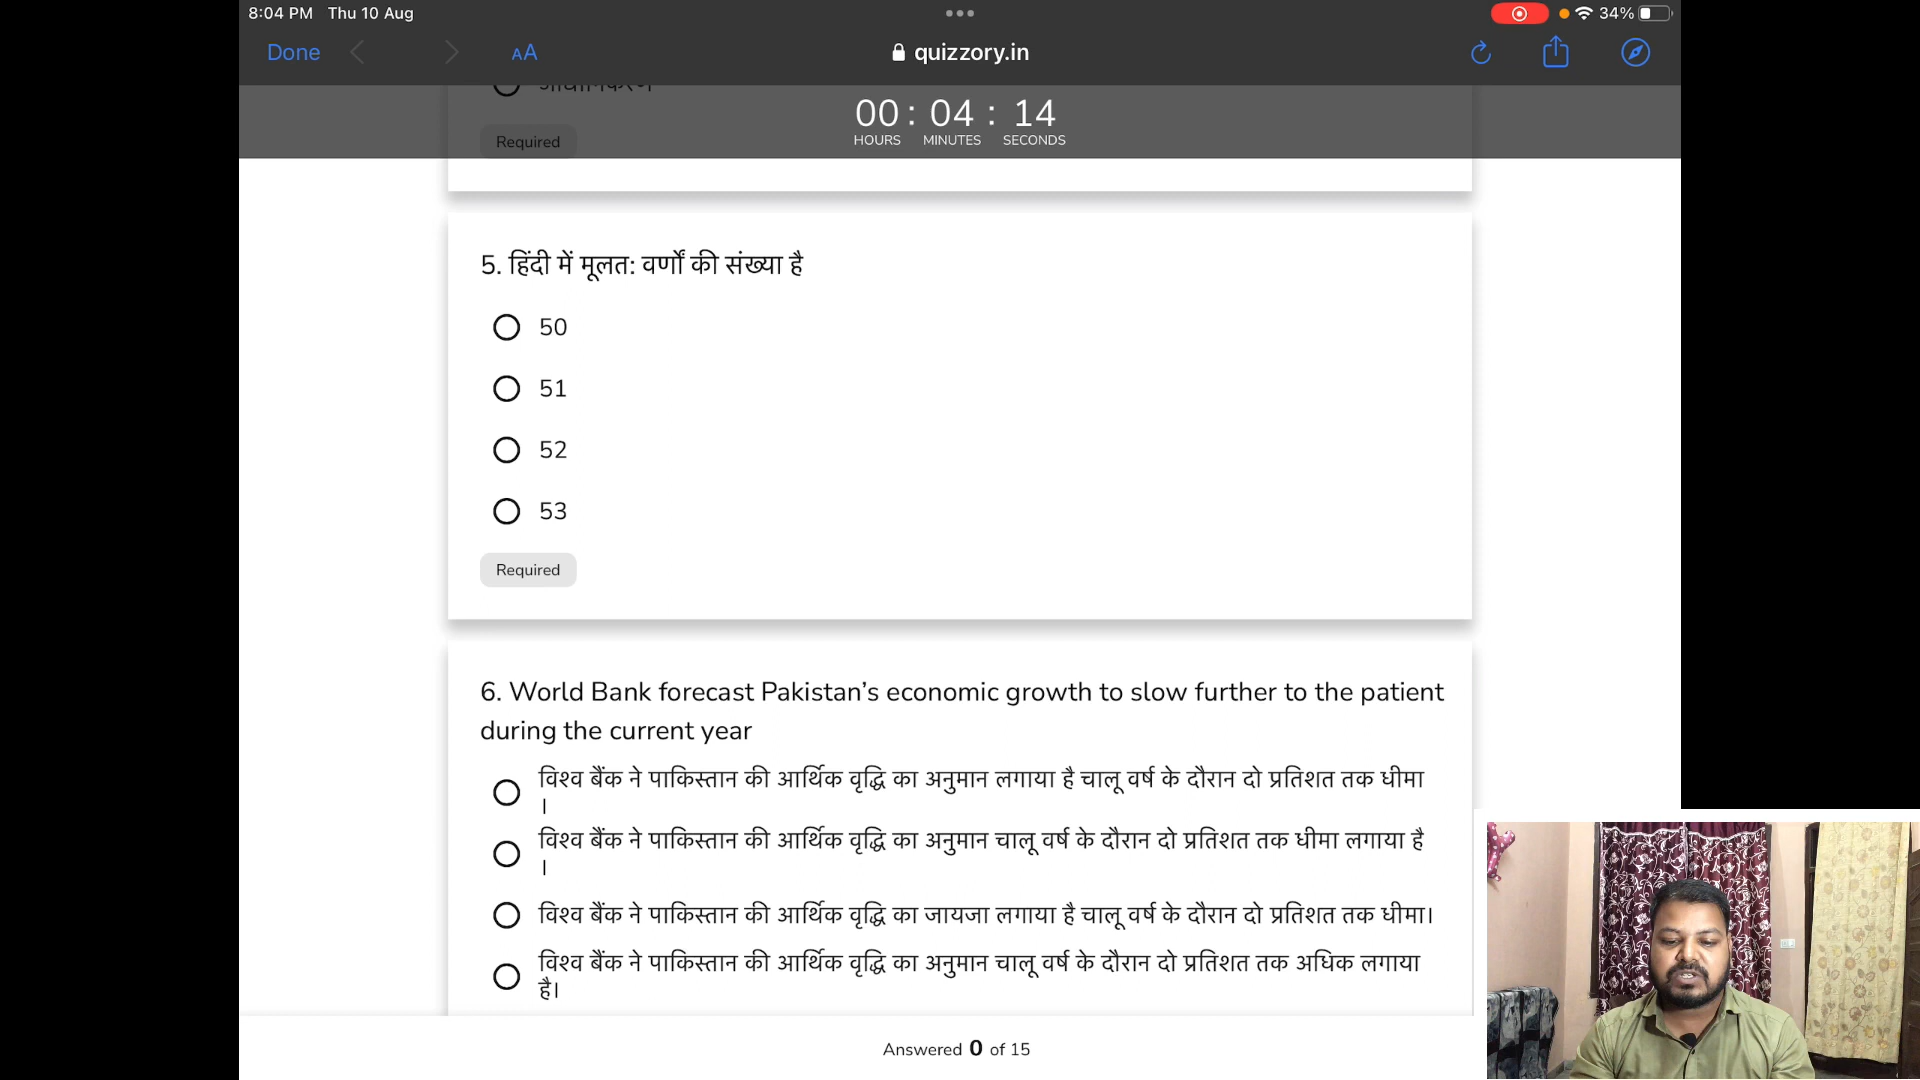 8:04 PM Thu 10 Aug
34%
Done
AA
quizzory.in
00 : 04 : 14
HOURS MINUTES SECONDS
Required
5. हिंदी में मूलत: वर्णों की संख्या है
50
51
52
53
Required
6. World Bank forecast Pakistan’s economic growth to slow further to the patient
during the current year
विश्व बैंक ने पाकिस्तान की आर्थिक वृद्धि का अनुमान लगाया है चालू वर्ष के दौरान दो प्रतिशत तक धीमा
।
विश्व बैंक ने पाकिस्तान की आर्थिक वृद्धि का अनुमान चालू वर्ष के दौरान दो प्रतिशत तक धीमा लगाया है
।
विश्व बैंक ने पाकिस्तान की आर्थिक वृद्धि का जायजा लगाया है चालू वर्ष के दौरान दो प्रतिशत तक धीमा।
विश्व बैंक ने पाकिस्तान की आर्थिक वृद्धि का अनुमान चालू वर्ष के दौरान दो प्रतिशत तक अधिक लगाया
है।
Answered 0 of 15